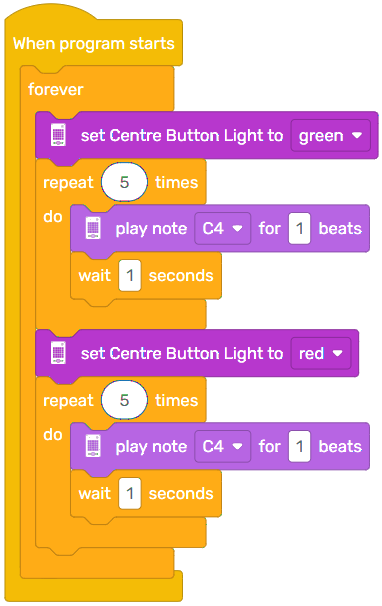 When program starts
forever
set Centre Button Light to green
repeat 5 times
do
play note C4 for 1 beats
wait 1 seconds
set Centre Button Light to red
repeat 5 times
do
play note C4 for 1 beats
wait 1 seconds